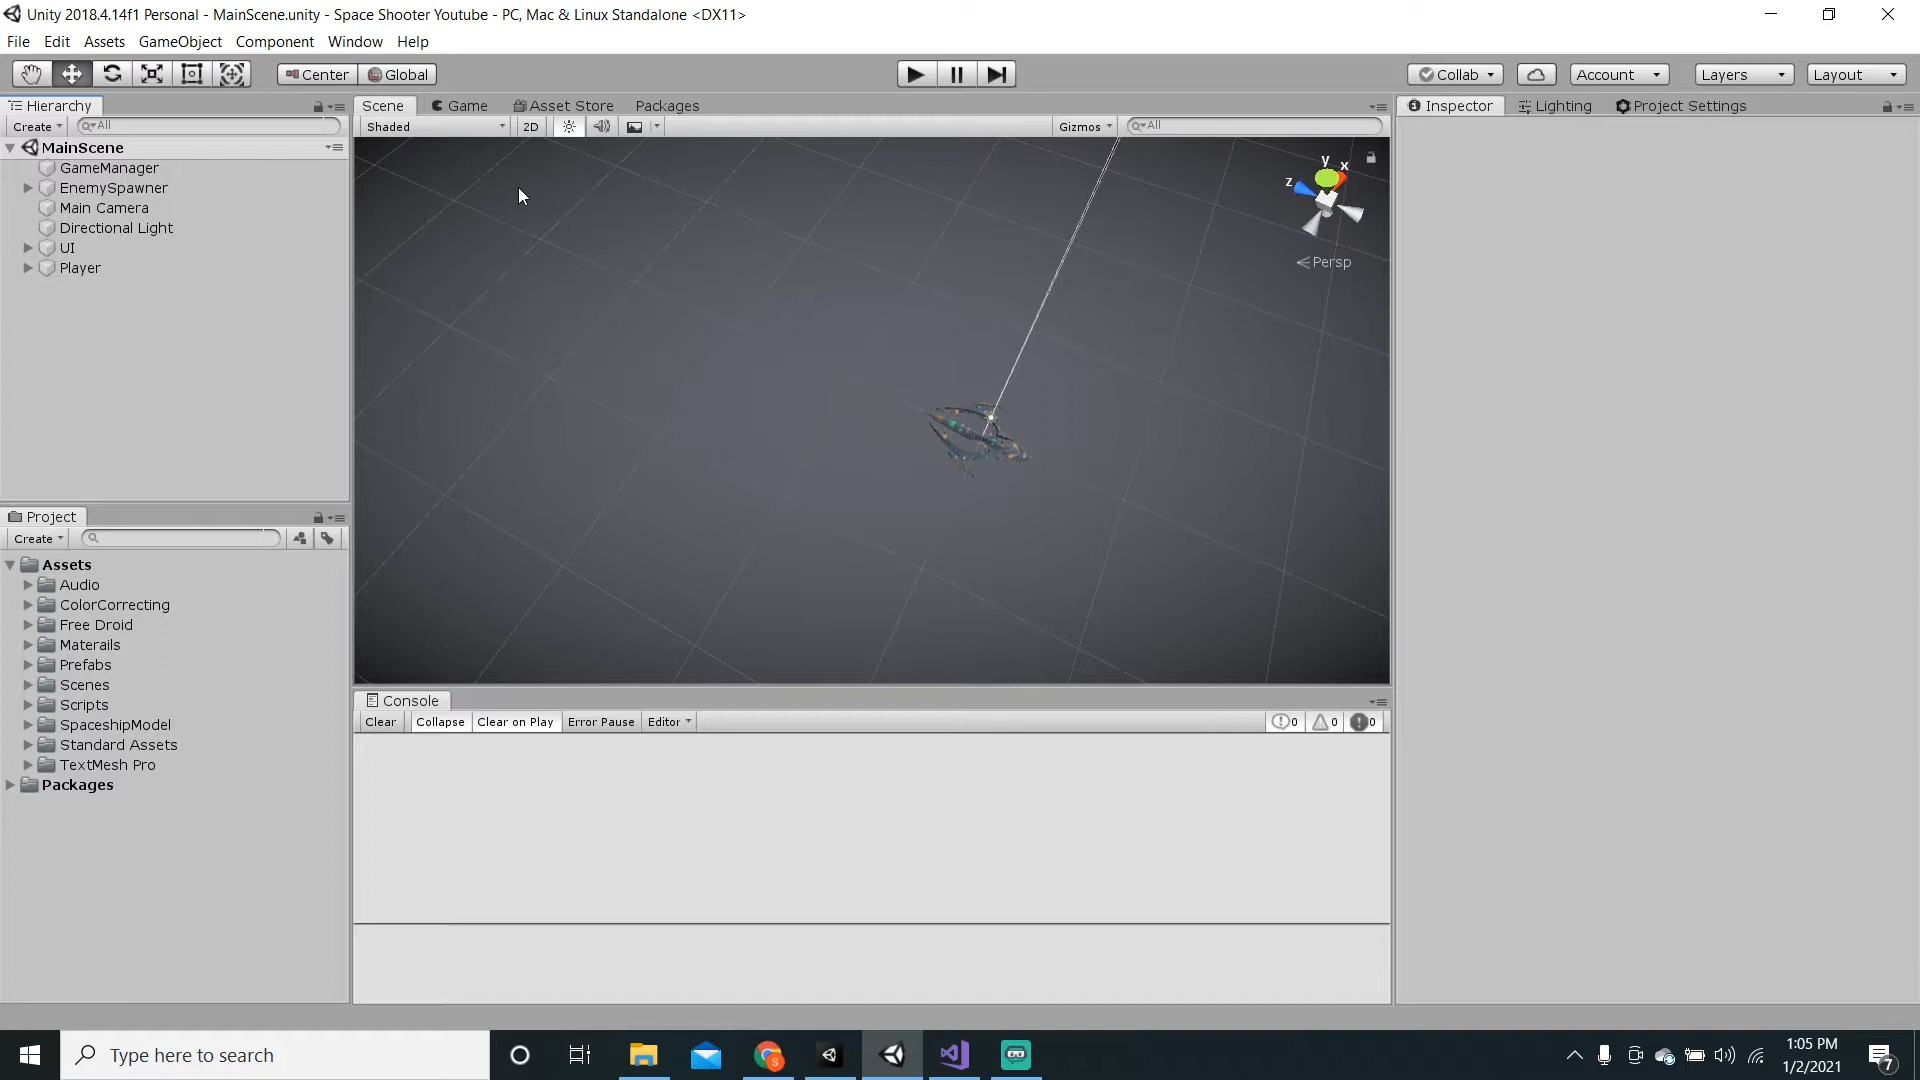 Unity 2018.4.14f1 Personal - MainScene.unity - Space Shooter Youtube - PC, Mac & Linux Standalone <DX11>
File Edit Assets GameObject Component Window Help
Center Global Collab Account Layers Layout
Hierarchy
Scene Game Asset Store Packages
Inspector Lighting Project Settings
Create All
Shaded 2D Gizmos All
MainScene
GameManager
EnemySpawner
Main Camera
Directional Light
UI
Player
y
x
z
Persp
Project
Create
Assets
Audio
ColorCorrecting
Free Droid
Materails
Prefabs
Scenes
Scripts
SpaceshipModel
Standard Assets
TextMesh Pro
Packages
Console
Clear Collapse Clear on Play Error Pause Editor 0 0 0
Type here to search
S
1:05 PM
1/2/2021
7